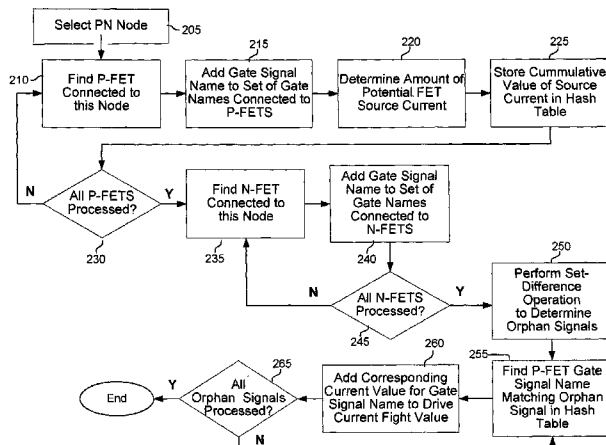 Select PN Node
205
210
Find P-FET
Connected to
this Node
215
Add Gate Signal
Name to Set of
Gate Names
Connected to
P-FETS
220
Determine Amount of
Potential FET
Source Current
225
Store Cummulative
Value of Source
Current in Hash
Table
N
All P-FETS
Processed?
Y
230
Find N-FET
Connected to
this Node
235
Add Gate Signal
Name to Set of
Gate Names
Connected to
N-FETS
240
N
All N-FETS
Processed?
Y
245
250
Perform Set-
Difference
Operation
to Determine
Orphan Signals
255
Find P-FET Gate
Signal Name
Matching Orphan
Signal in Hash
Table
260
Add Corresponding
Current Value for Gate
Signal Name to Drive
Current Fight Value
265
All
Orphan Signals
Processed?
Y
End
N